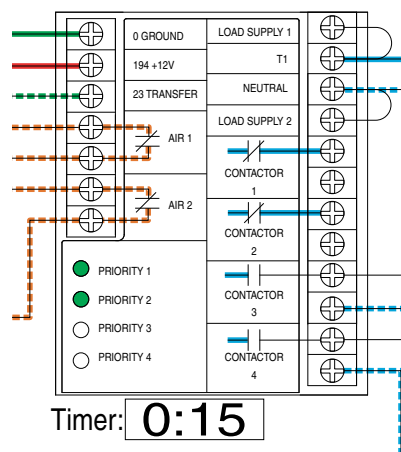 0 GROUND
194 +12V
23 TRANSFER
AIR 1
AIR 2
LOAD SUPPLY 1
T1
NEUTRAL
LOAD SUPPLY 2
CONTACTOR
1
CONTACTOR
2
CONTACTOR
3
CONTACTOR
4
PRIORITY 1
PRIORITY 2
PRIORITY 3
PRIORITY 4
Timer: 0:15